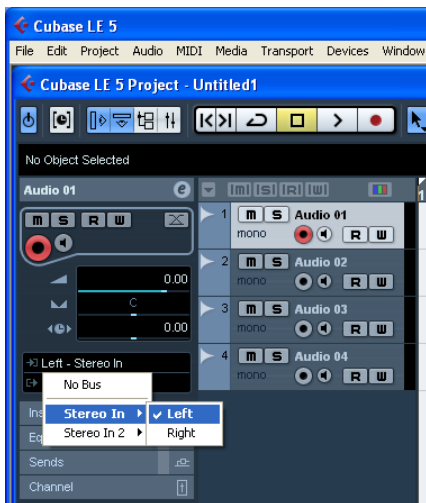 Cubase LE 5
File Edit Project Audio MIDI Media Transport Devices Window
Cubase LE 5 Project - Untitled1
No Object Selected
Audio 01 e
m S R W
0.00
C
0.00
Left - Stereo In
No Bus
Stereo In Left
Stereo In 2 Right
Ins
Eq
Sends
Channel
m S R W
1
1 m S Audio 01
mono R W
2 m S Audio 02
mono R W
3 m S Audio 03
mono R W
4 m S Audio 04
mono R W